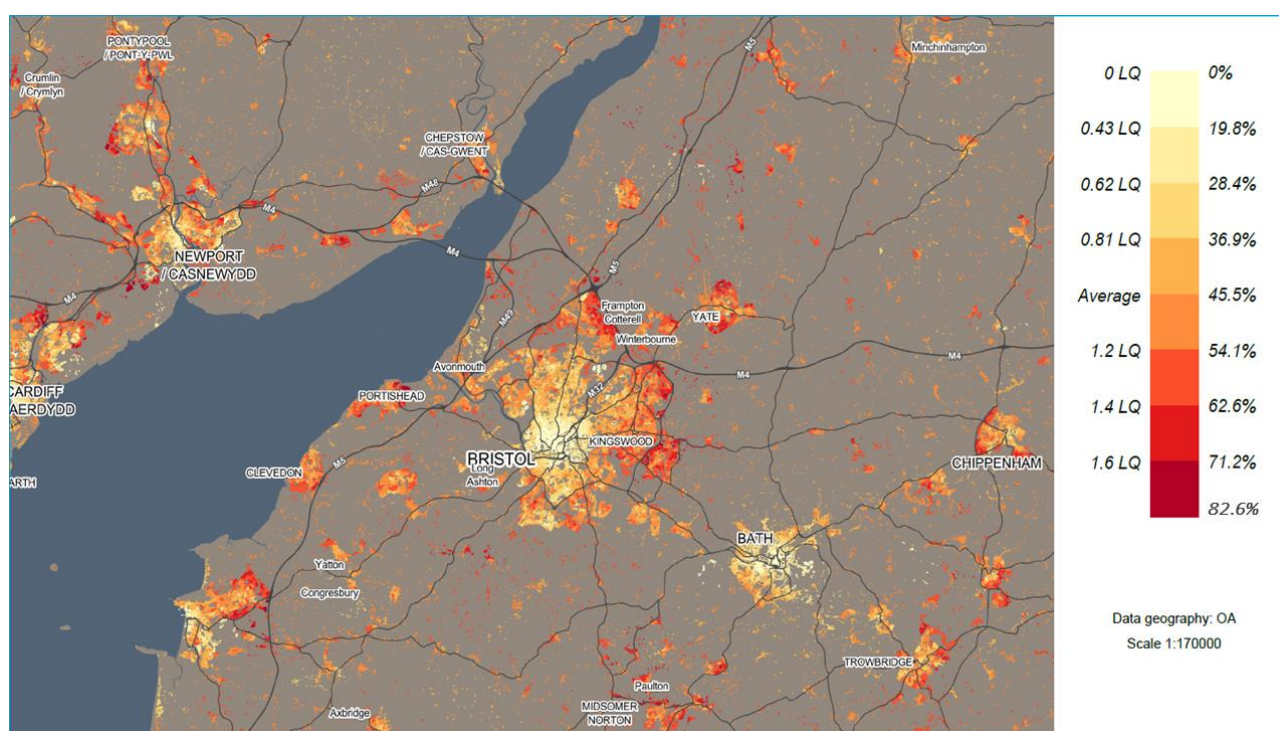 PONTYPOOL
/ PONT-Y-PWL
Crumlin
/ Crymlyn
Minchinhampton
M5
CHEPSTOW
/ CAS-GWENT
M48
M4
NEWPORT
/ CASNEWYDD
M4
M4
M5
Frampton
Cotterell
YATE
M49
Winterbourne
M4
Avonmouth
M4
CARDIFF
AERDYDD
PORTISHEAD
M32
KINGSWOOD
BRISTOL
Long
Ashton
CLEVEDON
M5
CHIPPENHAM
ARTH
BATH
Yatton
Congresbury
TROWBRIDGE
Paulton
MIDSOMER
NORTON
Axbridge
0 LQ 0%
0.43 LQ 19.8%
0.62 LQ 28.4%
0.81 LQ 36.9%
Average 45.5%
1.2 LQ 54.1%
1.4 LQ 62.6%
1.6 LQ 71.2%
82.6%
Data geography: OA
Scale 1:170000